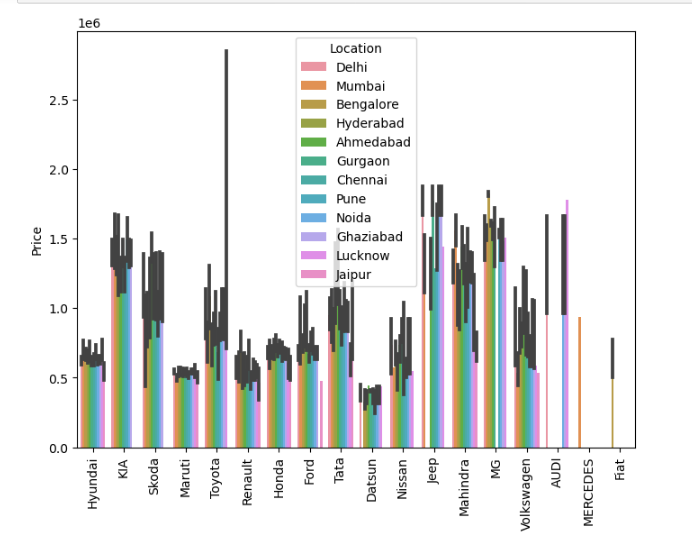 1e6
Location
Delhi
Mumbai
Bengalore
Hyderabad
Ahmedabad
Gurgaon
Chennai
Pune
Noida
Ghaziabad
Lucknow
Jaipur
2.5
2.0
1.5
1.0
0.5
0.0
Price
Hyundai
KIA
Skoda
Maruti
Toyota
Renault
Honda
Ford
Tata
Datsun
Nissan
Jeep
Mahindra
MG
Volkswagen
AUDI
MERCEDES
Fiat